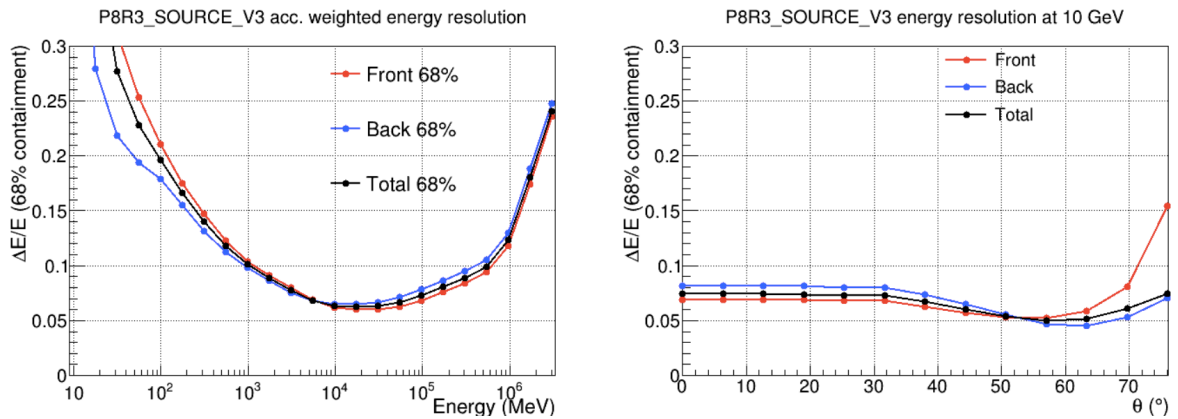 P8R3_SOURCE_V3 acc. weighted energy resolution
ΔE/E (68% containment)
0.3
0.25
0.2
0.15
0.1
0.05
0
Front 68%
Back 68%
Total 68%
10 10² 10³ 10⁴ 10⁵ 10⁶
Energy (MeV)
P8R3_SOURCE_V3 energy resolution at 10 GeV
ΔE/E (68% containment)
0.3
0.25
0.2
0.15
0.1
0.05
0
Front
Back
Total
0 10 20 30 40 50 60 70
θ (°)